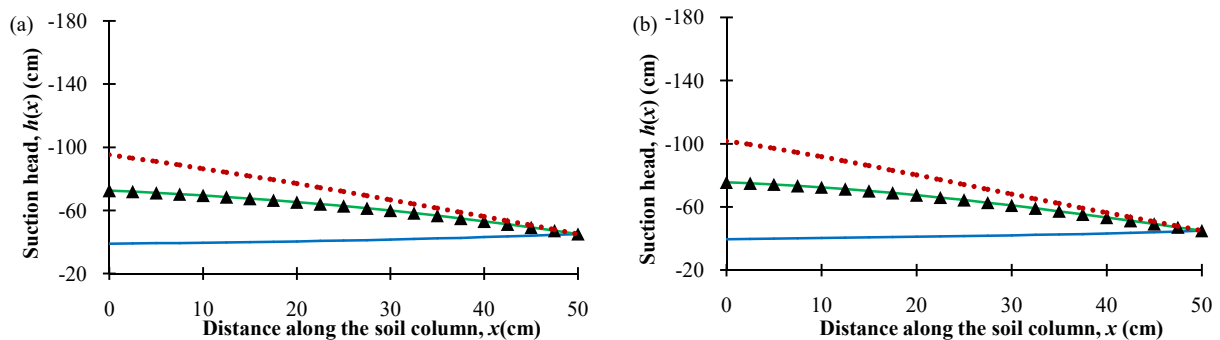 (a)
Suction head, h(x) (cm)
-180
-140
-100
-60
-20
0 10 20 30 40 50
Distance along the soil column, x(cm)
(b)
Suction head, h(x) (cm)
-180
-140
-100
-60
-20
0 10 20 30 40 50
Distance along the soil column, x (cm)